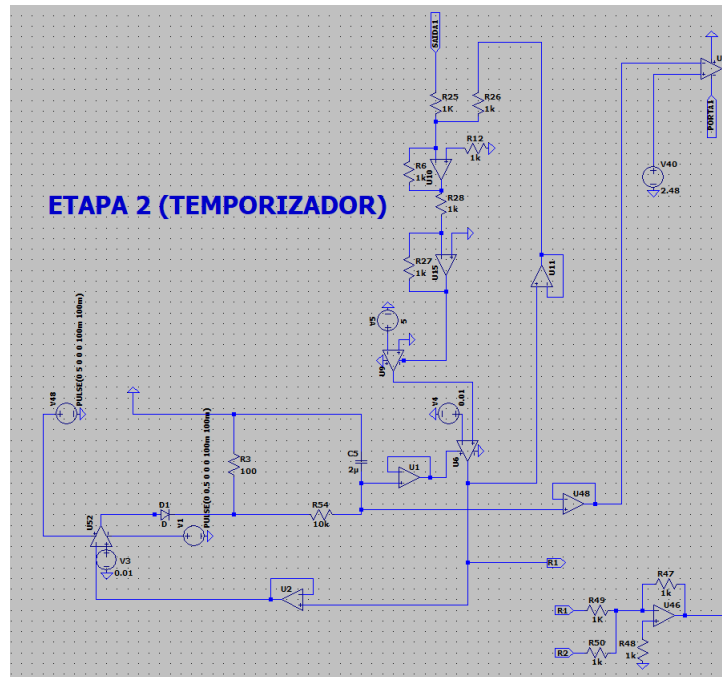 SAIDA1
R25
1K
R26
1k
U
PORTA1
R12
1k
R6
1k
U10
R28
1k
V40
2.48
ETAPA 2 (TEMPORIZADOR)
R27
1k
U15
U11
5A
5
U9
V48
PULSE(0 5 0 0 0 100m 100m)
V4
0.01
R3
100
C5
2µ
U1
U6
U48
PULSE(0 0.5 0 0 0 100m 100m)
D1
D
V1
R54
10k
U52
V3
0.01
R1
U2
R47
1k
R1
R49
1K
U46
R2
R50
1k
R48
1k